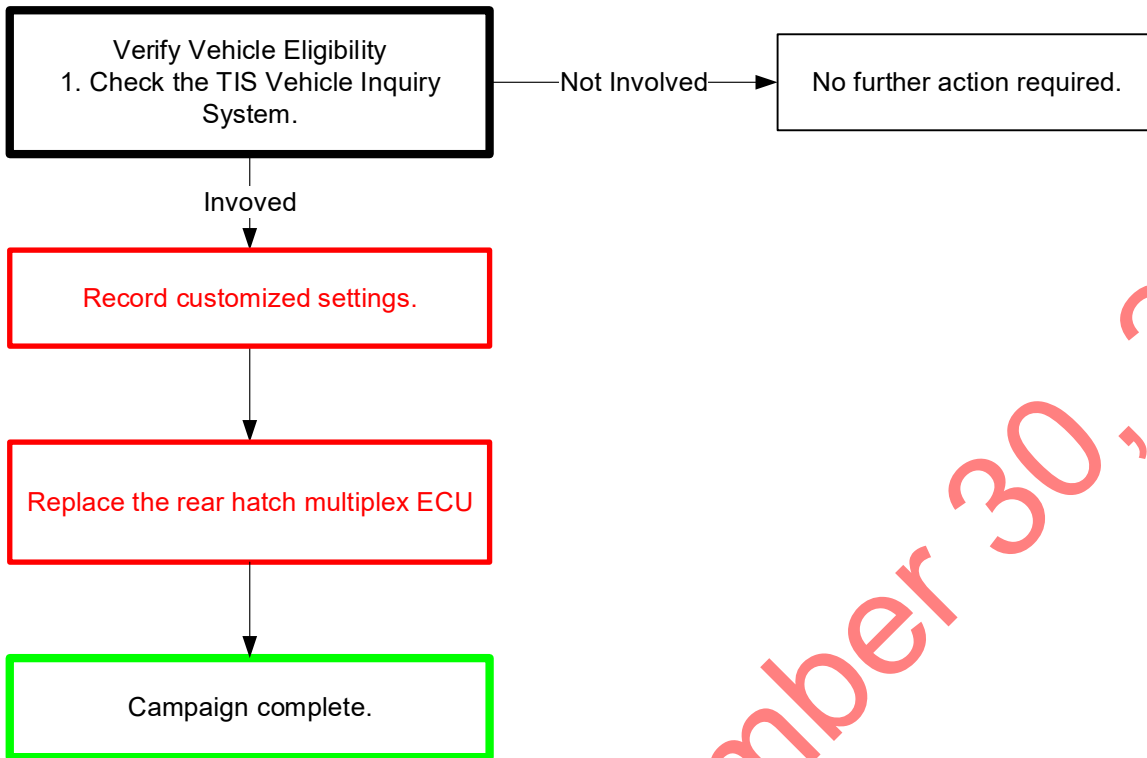 Verify Vehicle Eligibility
1. Check the TIS Vehicle Inquiry
System.
Not Involved
No further action required.
Invoved
Record customized settings.
Replace the rear hatch multiplex ECU
Campaign complete.
30,